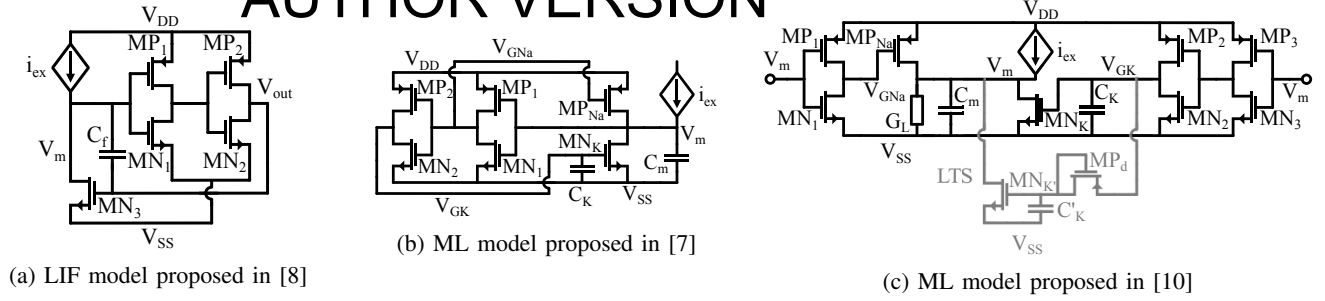 AUTHOR VERSION
V_DD
MP_1
MP_2
i_ex
V_out
C_f
V_m
MN_1
MN_2
MN_3
V_SS
(a) LIF model proposed in [8]
V_GNa
V_DD
MP_2
MP_1
MP_Na
i_ex
V_m
MN_K
MN_2
MN_1
C_m
C_K
V_SS
V_GK
(b) ML model proposed in [7]
V_DD
MP_1
MP_Na
i_ex
MP_2
MP_3
V_m
V_m
V_GK
V_GNa
C_m
C_K
V_m
MN_1
G_L
MN_K
MN_2
MN_3
V_SS
LTS
MN_K'
MP_d
C'_K
V_SS
(c) ML model proposed in [10]